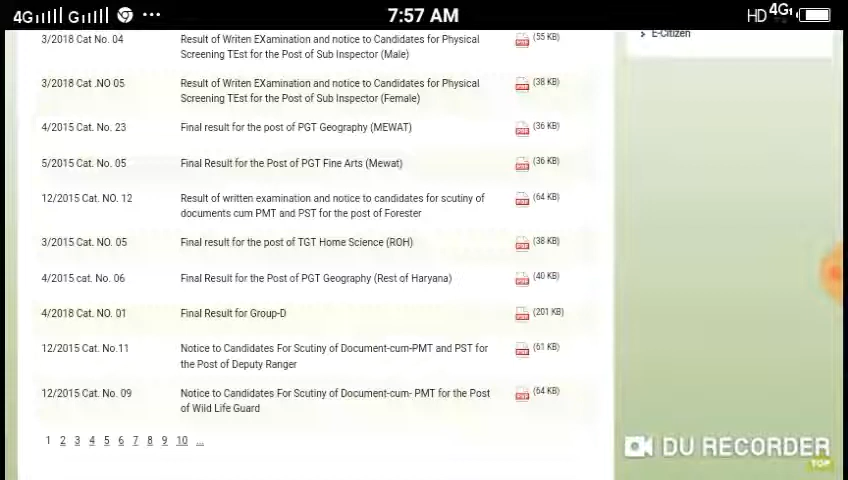 4G G ... 7:57 AM HD 4G
3/2018 Cat No. 04 Result of Writen EXamination and notice to Candidates for Physical (55 KB) E-Citizen
Screening TEst for the Post of Sub Inspector (Male)
3/2018 Cat .NO 05 Result of Writen EXamination and notice to Candidates for Physical (38 KB)
Screening TEst for the Post of Sub Inspector (Female)
4/2015 Cat. No. 23 Final result for the post of PGT Geography (MEWAT) (36 KB)
5/2015 Cat. No. 05 Final Result for the Post of PGT Fine Arts (Mewat) (36 KB)
12/2015 Cat. NO. 12 Result of written examination and notice to candidates for scutiny of (64 KB)
documents cum PMT and PST for the post of Forester
3/2015 Cat. NO. 05 Final result for the post of TGT Home Science (ROH) (38 KB)
4/2015 cat. No. 06 Final Result for the Post of PGT Geography (Rest of Haryana) (40 KB)
4/2018 Cat. NO. 01 Final Result for Group-D (201 KB)
12/2015 Cat. No.11 Notice to Candidates For Scutiny of Document-cum-PMT and PST for (61 KB)
the Post of Deputy Ranger
12/2015 Cat. No. 09 Notice to Candidates For Scutiny of Document-cum- PMT for the Post (64 KB)
of Wild Life Guard
1 2 3 4 5 6 7 8 9 10 ...
DU RECORDER
TOP